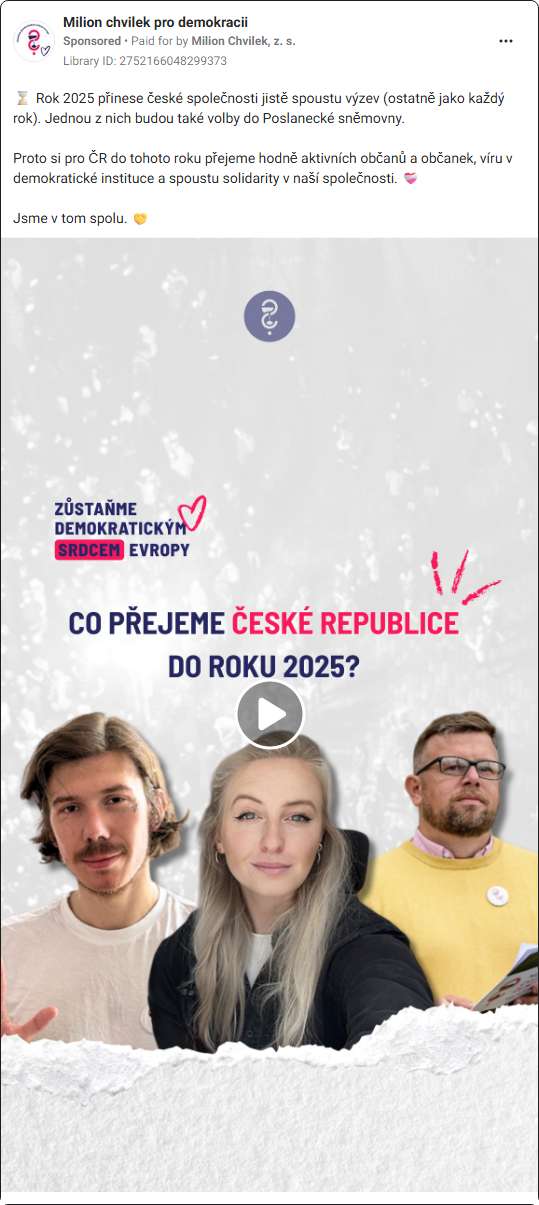 Milion chvilek pro demokracii
Sponsored • Paid for by Milion Chvilek, z. s.
Library ID: 2752166048299373
⏳ Rok 2025 přinese české společnosti jistě spoustu výzev (ostatně jako každý
rok). Jednou z nich budou také volby do Poslanecké sněmovny.
Proto si pro ČR do tohoto roku přejeme hodně aktivních občanů a občanek, víru v
demokratické instituce a spoustu solidarity v naší společnosti. 💝
Jsme v tom spolu. 🤝
ZŮSTAŇME
DEMOKRATICKÝM
SRDCEM EVROPY
CO PŘEJEME ČESKÉ REPUBLICE
DO ROKU 2025?